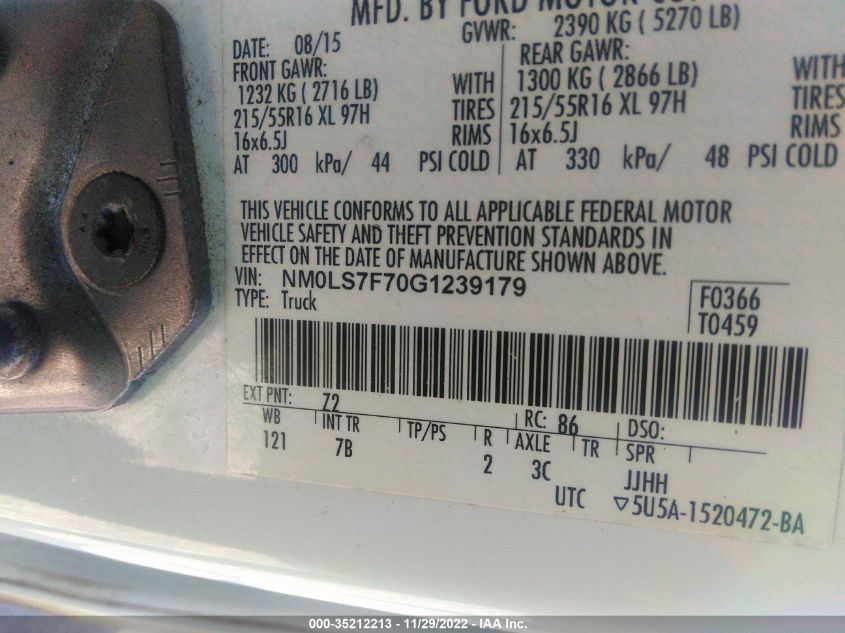 MFD. BY FORD MOTOR CO.
DATE: 08/15 GVWR: 2390 KG ( 5270 LB)
FRONT GAWR: REAR GAWR:
1232 KG ( 2716 LB) WITH 1300 KG ( 2866 LB) WITH
215/55R16 XL 97H TIRES 215/55R16 XL 97H TIRES
16x6.5J RIMS 16x6.5J RIMS
AT 300 kPa/ 44 PSI COLD AT 330 kPa/ 48 PSI COLD
THIS VEHICLE CONFORMS TO ALL APPLICABLE FEDERAL MOTOR
VEHICLE SAFETY AND THEFT PREVENTION STANDARDS IN
EFFECT ON THE DATE OF MANUFACTURE SHOWN ABOVE.
VIN: NM0LS7F70G1239179
TYPE: Truck
F0366
T0459
EXT PNT: Z2 RC: 86 DSO:
WB INT TR TP/PS R AXLE TR SPR
121 7B 2 3C JJHH
UTC ▽5U5A-1520472-BA
000-35212213 - 11/29/2022 - IAA Inc.